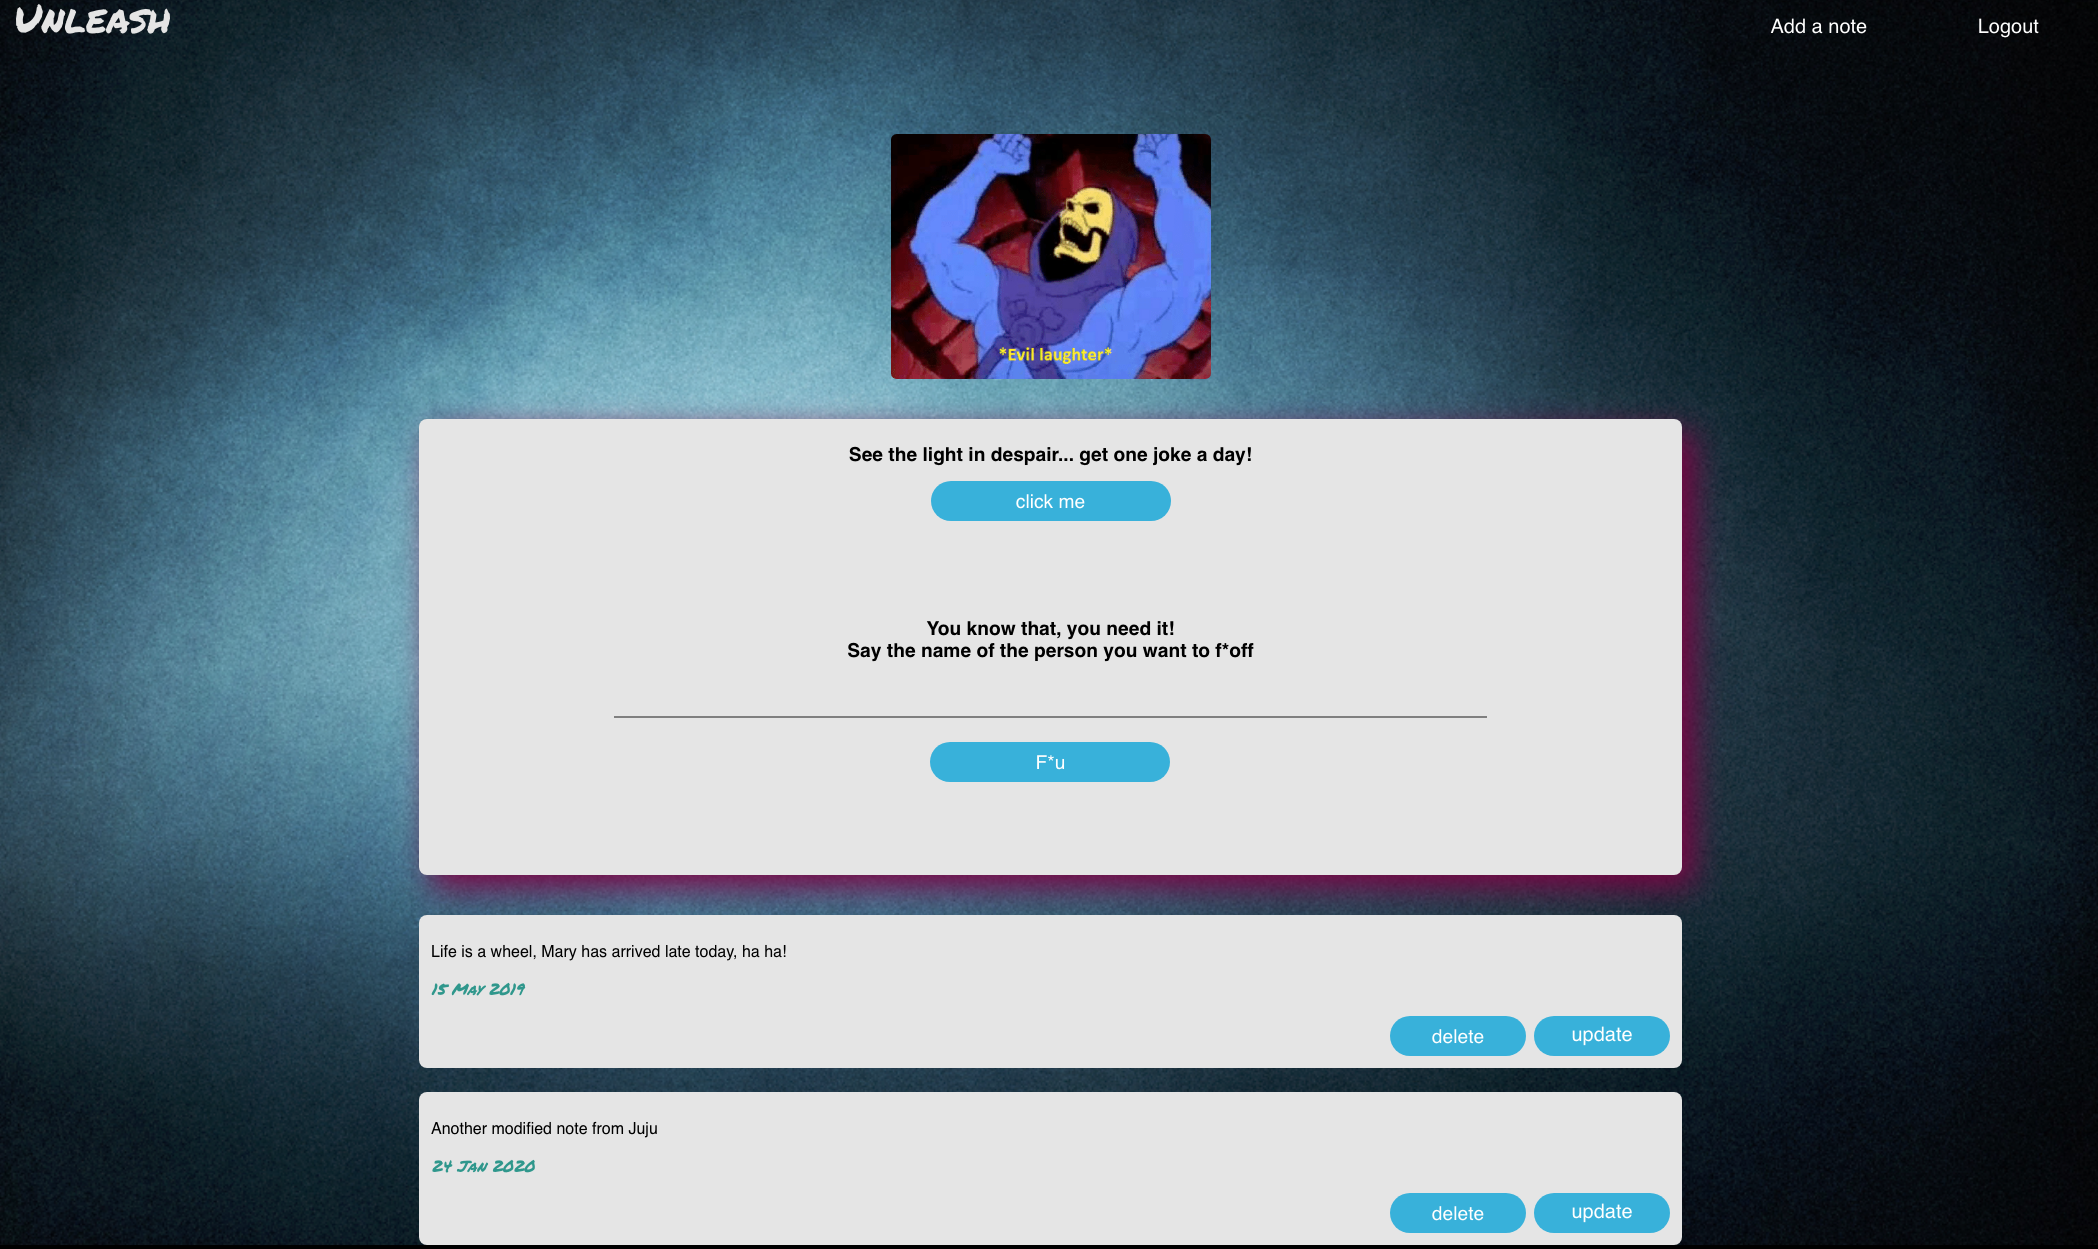 Unleash
Add a note
Logout
*Evil laughter*
See the light in despair... get one joke a day!
click me
You know that, you need it!
Say the name of the person you want to f*off
F*u
Life is a wheel, Mary has arrived late today, ha ha!
15 May 2019
delete
update
Another modified note from Juju
24 Jan 2020
delete
update